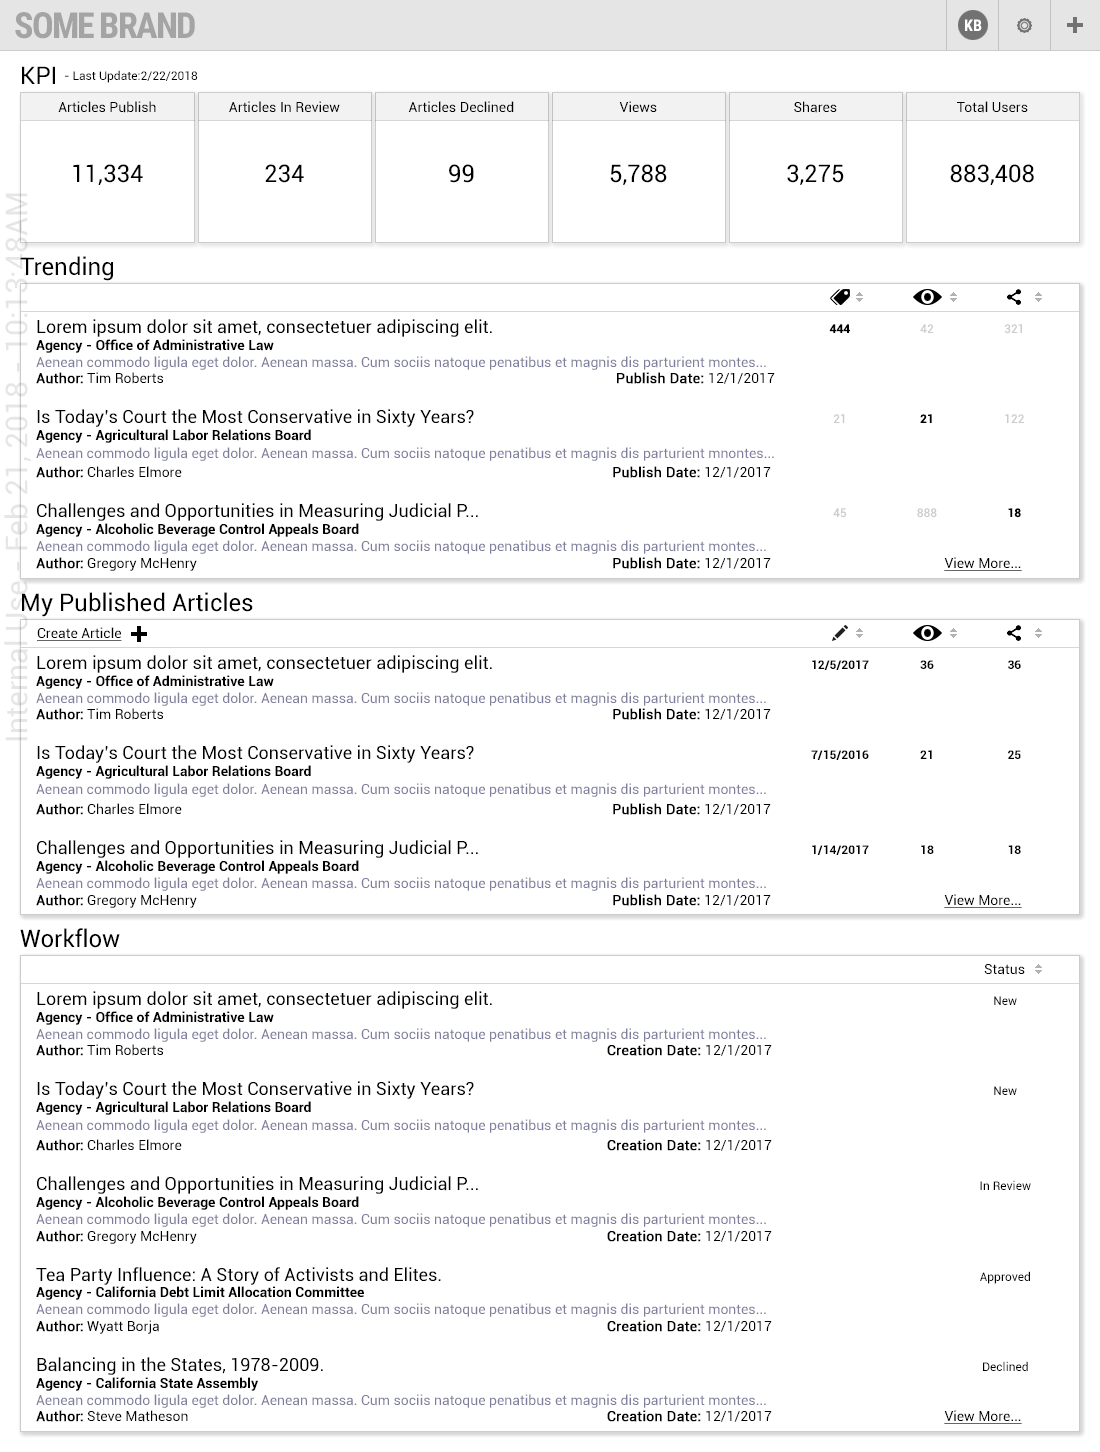 SOME BRAND
KB
KPI - Last Update:2/22/2018
Articles Publish
Articles In Review
Articles Declined
Views
Shares
Total Users
11,334
234
99
5,788
3,275
883,408
Internal Use - Feb 21, 2018 - 10:13:48AM
Trending
Lorem ipsum dolor sit amet, consectetuer adipiscing elit.
444 42 321
Agency - Office of Administrative Law
Aenean commodo ligula eget dolor. Aenean massa. Cum sociis natoque penatibus et magnis dis parturient montes...
Author: Tim Roberts Publish Date: 12/1/2017
Is Today's Court the Most Conservative in Sixty Years?
21 21 122
Agency - Agricultural Labor Relations Board
Aenean commodo ligula eget dolor. Aenean massa. Cum sociis natoque penatibus et magnis dis parturient mnontes...
Author: Charles Elmore Publish Date: 12/1/2017
Challenges and Opportunities in Measuring Judicial P...
45 888 18
Agency - Alcoholic Beverage Control Appeals Board
Aenean commodo ligula eget dolor. Aenean massa. Cum sociis natoque penatibus et magnis dis parturient montes...
Author: Gregory McHenry Publish Date: 12/1/2017 View More...
My Published Articles
Create Article
Lorem ipsum dolor sit amet, consectetuer adipiscing elit.
12/5/2017 36 36
Agency - Office of Administrative Law
Aenean commodo ligula eget dolor. Aenean massa. Cum sociis natoque penatibus et magnis dis parturient montes...
Author: Tim Roberts Publish Date: 12/1/2017
Is Today's Court the Most Conservative in Sixty Years?
7/15/2016 21 25
Agency - Agricultural Labor Relations Board
Aenean commodo ligula eget dolor. Aenean massa. Cum sociis natoque penatibus et magnis dis parturient montes...
Author: Charles Elmore Publish Date: 12/1/2017
Challenges and Opportunities in Measuring Judicial P...
1/14/2017 18 18
Agency - Alcoholic Beverage Control Appeals Board
Aenean commodo ligula eget dolor. Aenean massa. Cum sociis natoque penatibus et magnis dis parturient montes...
Author: Gregory McHenry Publish Date: 12/1/2017 View More...
Workflow
Status
Lorem ipsum dolor sit amet, consectetuer adipiscing elit.
New
Agency - Office of Administrative Law
Aenean commodo ligula eget dolor. Aenean massa. Cum sociis natoque penatibus et magnis dis parturient montes...
Author: Tim Roberts Creation Date: 12/1/2017
Is Today's Court the Most Conservative in Sixty Years?
New
Agency - Agricultural Labor Relations Board
Aenean commodo ligula eget dolor. Aenean massa. Cum sociis natoque penatibus et magnis dis parturient montes...
Author: Charles Elmore Creation Date: 12/1/2017
Challenges and Opportunities in Measuring Judicial P...
In Review
Agency - Alcoholic Beverage Control Appeals Board
Aenean commodo ligula eget dolor. Aenean massa. Cum sociis natoque penatibus et magnis dis parturient montes...
Author: Gregory McHenry Creation Date: 12/1/2017
Tea Party Influence: A Story of Activists and Elites.
Approved
Agency - California Debt Limit Allocation Committee
Aenean commodo ligula eget dolor. Aenean massa. Cum sociis natoque penatibus et magnis dis parturient montes...
Author: Wyatt Borja Creation Date: 12/1/2017
Balancing in the States, 1978-2009.
Declined
Agency - California State Assembly
Aenean commodo ligula eget dolor. Aenean massa. Cum sociis natoque penatibus et magnis dis parturient montes...
Author: Steve Matheson Creation Date: 12/1/2017 View More...